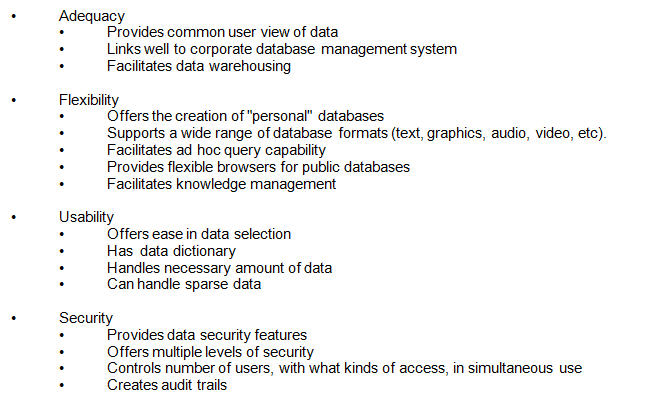 • Adequacy
• Provides common user view of data
• Links well to corporate database management system
• Facilitates data warehousing
• Flexibility
• Offers the creation of "personal" databases
• Supports a wide range of database formats (text, graphics, audio, video, etc).
• Facilitates ad hoc query capability
• Provides flexible browsers for public databases
• Facilitates knowledge management
• Usability
• Offers ease in data selection
• Has data dictionary
• Handles necessary amount of data
• Can handle sparse data
• Security
• Provides data security features
• Offers multiple levels of security
• Controls number of users, with what kinds of access, in simultaneous use
• Creates audit trails